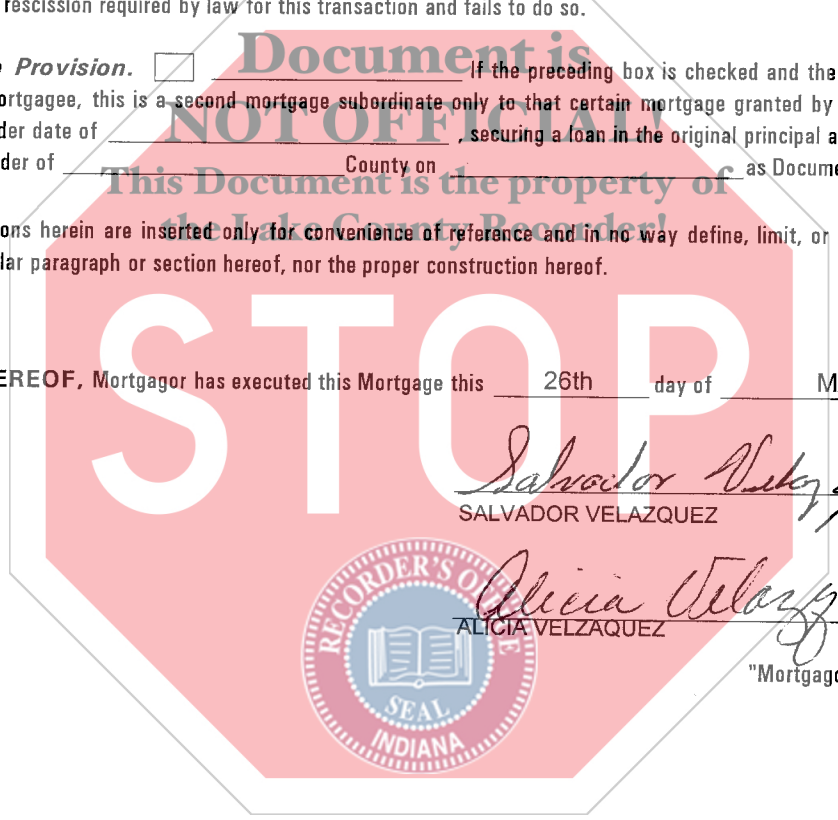 rescission required by law for this transaction and fails to do so.
Document is
Provision. If the preceding box is checked and the
ortgagee, this is a second mortgage subordinate only to that certain mortgage granted by
NOT OFFICIAL!
der date of , securing a loan in the original principal a
der of County on as Docume
This Document is the property of
the Lake County Recorder!
ons herein are inserted only for convenience of reference and in no way define, limit, or
lar paragraph or section hereof, nor the proper construction hereof.
STOP
EREOF, Mortgagor has executed this Mortgage this 26th day of M
Salvador Velaz
SALVADOR VELAZQUEZ
Alicia Velazq
ALICIA VELZAQUEZ
"Mortgago
RECORDER'S OFFICE
SEAL
INDIANA